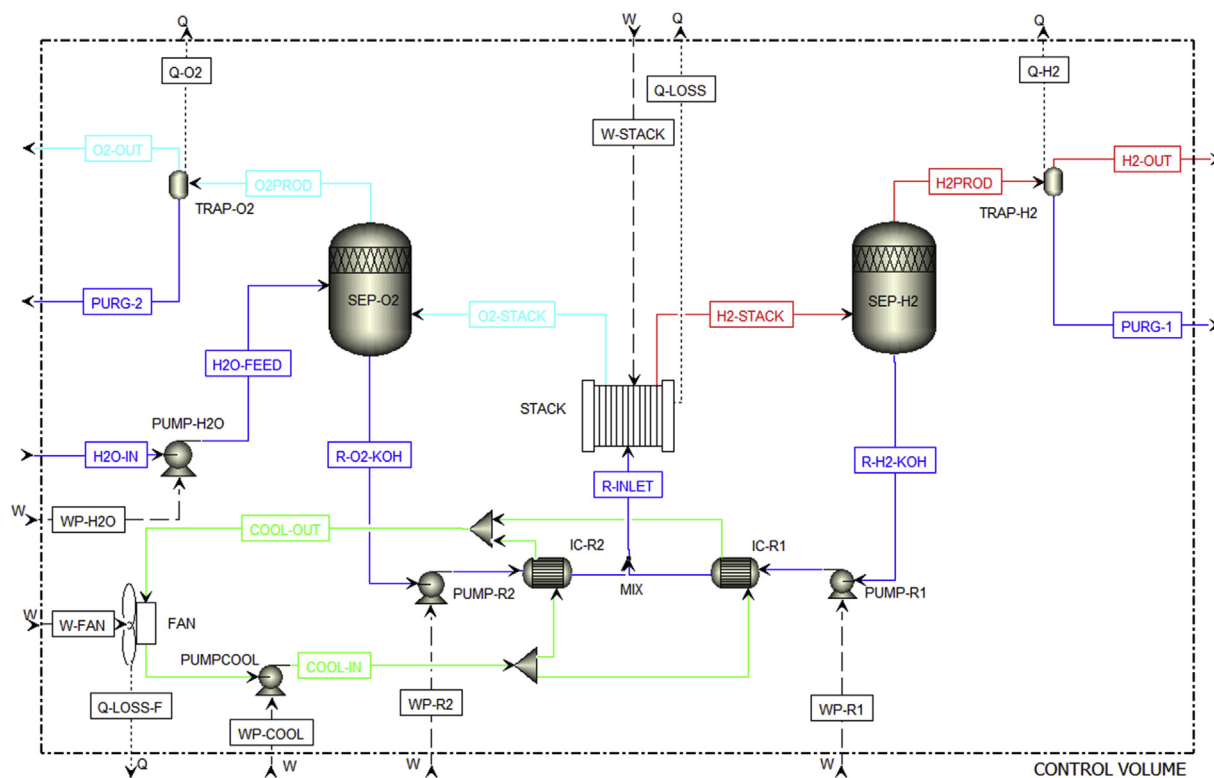 Q
W
Q
Q
Q-O2
Q-LOSS
Q-H2
W-STACK
O2-OUT
O2PROD
H2PROD
H2-OUT
TRAP-O2
TRAP-H2
PURG-2
SEP-O2
O2-STACK
H2-STACK
SEP-H2
PURG-1
H2O-FEED
STACK
PUMP-H2O
H2O-IN
R-O2-KOH
R-INLET
R-H2-KOH
W
WP-H2O
COOL-OUT
IC-R2
IC-R1
PUMP-R2
MIX
PUMP-R1
W
W-FAN
FAN
PUMPCOOL
COOL-IN
Q-LOSS-F
WP-COOL
WP-R2
WP-R1
Q
W
W
W
CONTROL VOLUME